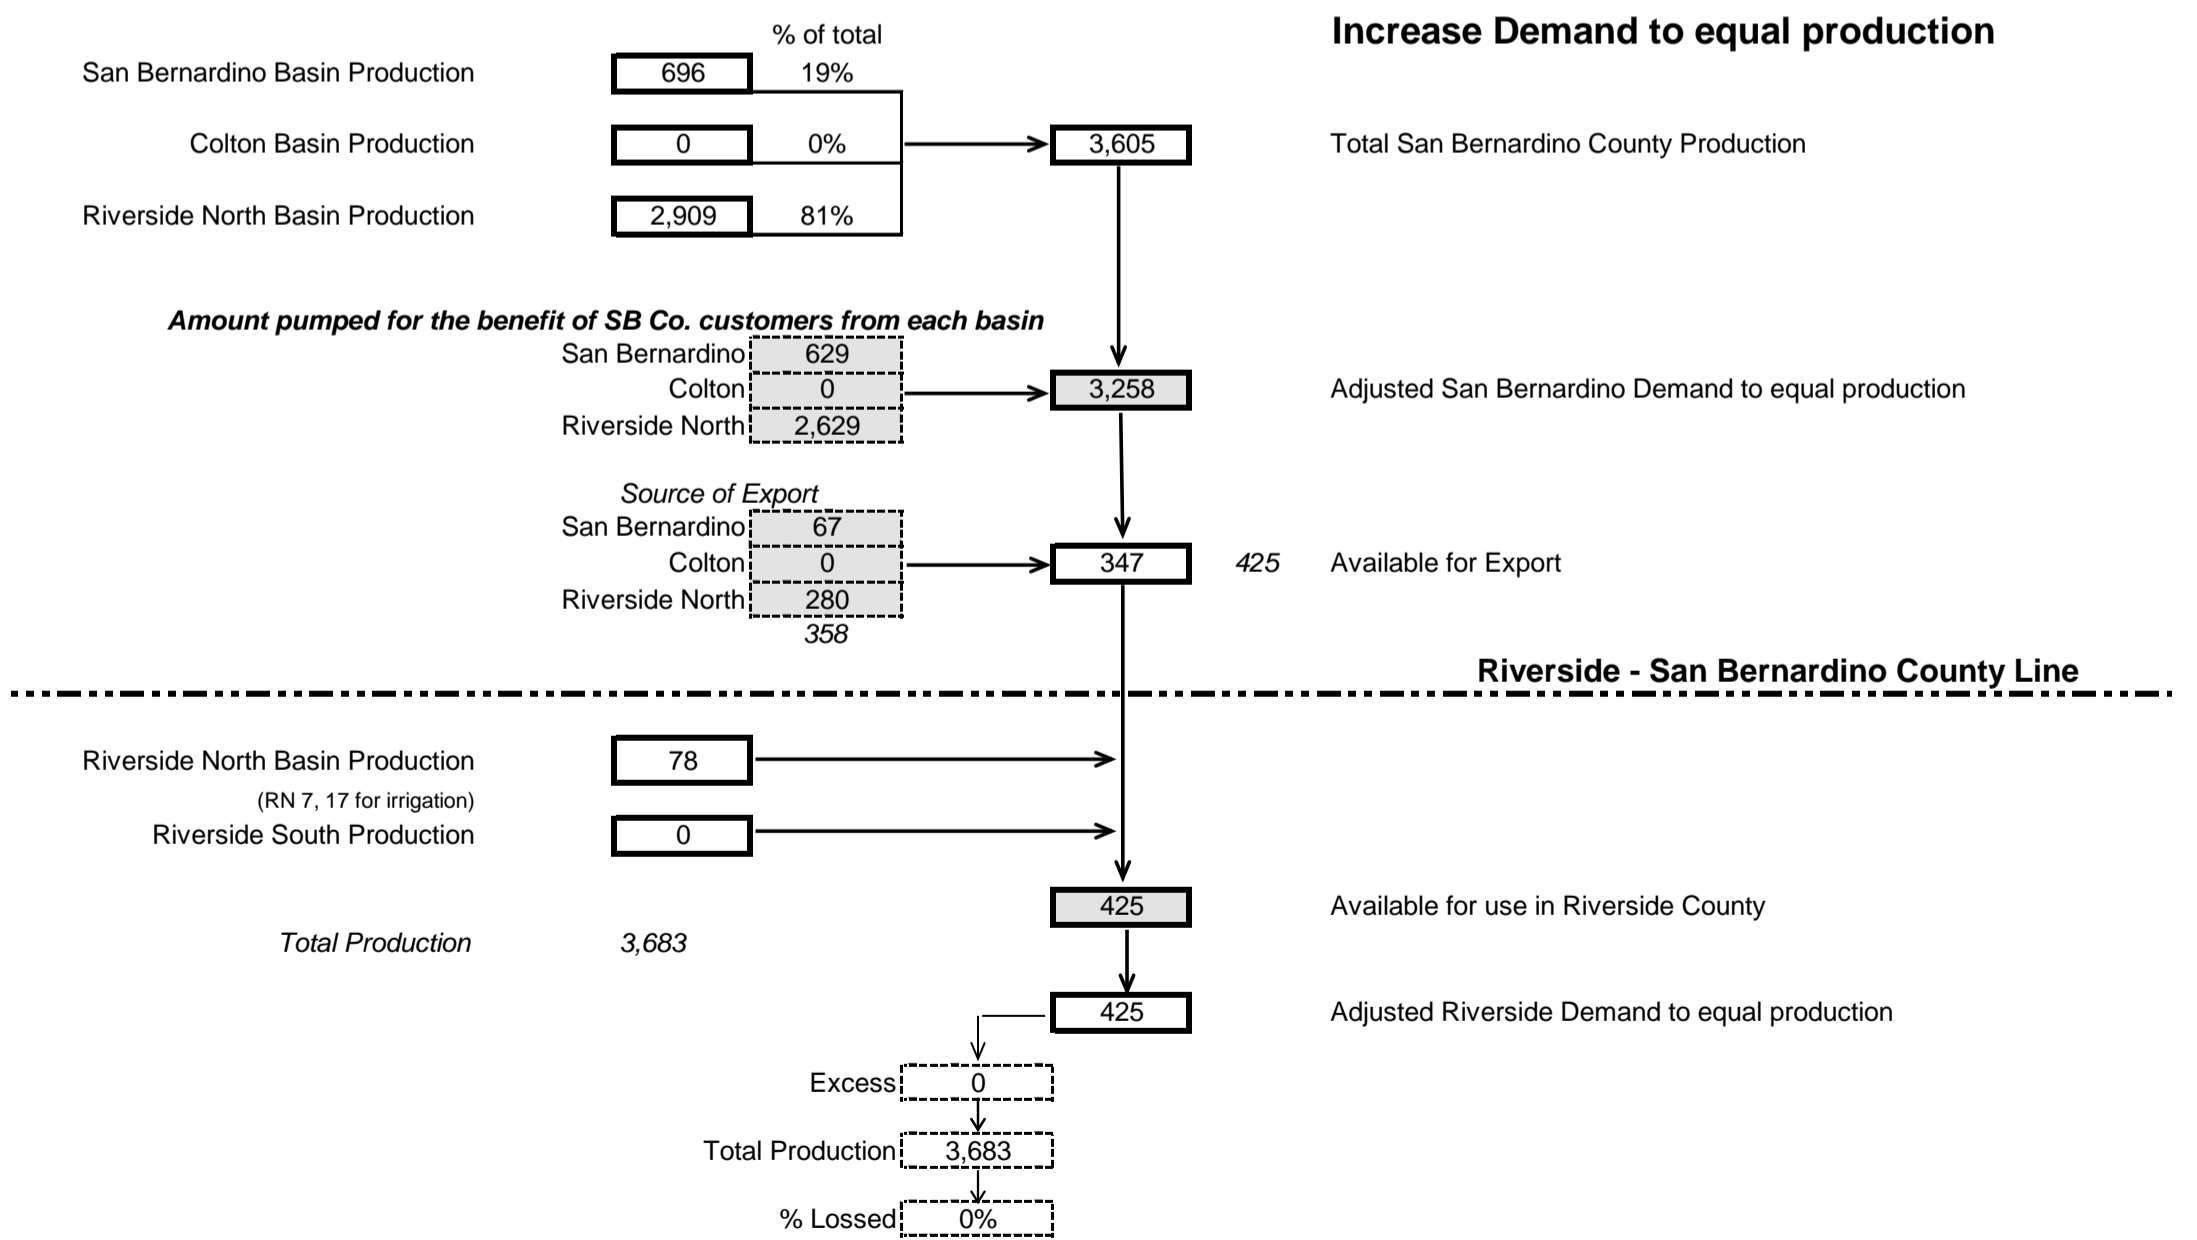 % of total
Increase Demand to equal production
San Bernardino Basin Production 696 19%
Colton Basin Production 0 0% 3,605 Total San Bernardino County Production
Riverside North Basin Production 2,909 81%
Amount pumped for the benefit of SB Co. customers from each basin
San Bernardino 629
Colton 0 3,258 Adjusted San Bernardino Demand to equal production
Riverside North 2,629
Source of Export
San Bernardino 67
Colton 0 347 425 Available for Export
Riverside North 280
358
Riverside - San Bernardino County Line
Riverside North Basin Production 78
(RN 7, 17 for irrigation)
Riverside South Production 0
425 Available for use in Riverside County
Total Production 3,683
425 Adjusted Riverside Demand to equal production
Excess 0
Total Production 3,683
% Lossed 0%